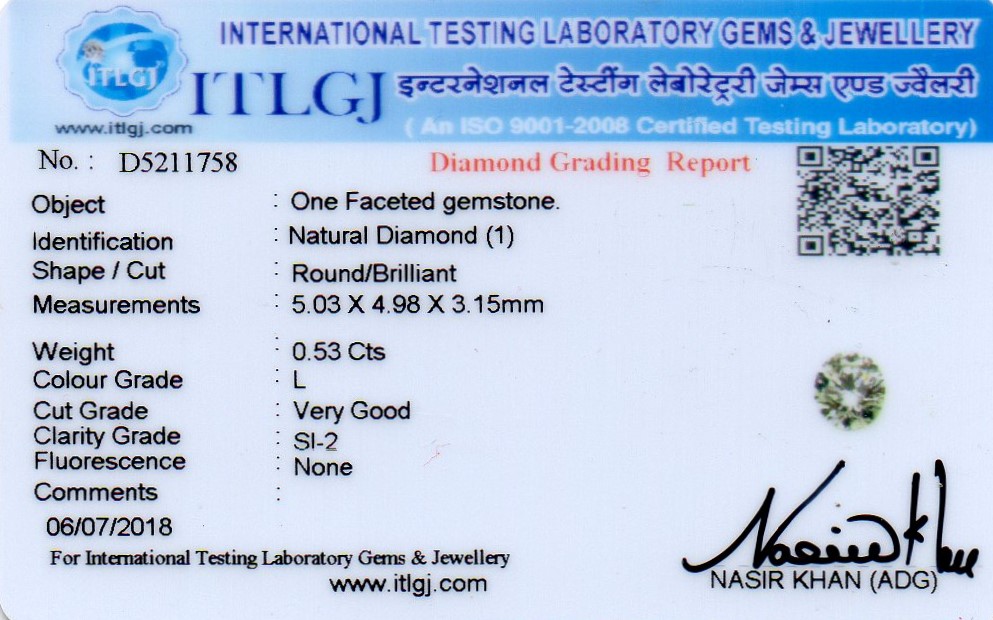 INTERNATIONAL TESTING LABORATORY GEMS & JEWELLERY
ITLGJ
ITLGJ इन्टरनेशनल टेस्टींग लेबोरेट्ररी जेम्स एण्ड ज्वैलरी
www.itlgj.com
( An ISO 9001-2008 Certified Testing Laboratory)
No. : D5211758
Diamond Grading Report
Object : One Faceted gemstone.
Identification : Natural Diamond (1)
Shape / Cut : Round/Brilliant
Measurements : 5.03 X 4.98 X 3.15mm
Weight : 0.53 Cts
Colour Grade : L
Cut Grade : Very Good
Clarity Grade : SI-2
Fluorescence : None
Comments :
06/07/2018
For International Testing Laboratory Gems & Jewellery
www.itlgj.com
Nasir Khan
NASIR KHAN (ADG)